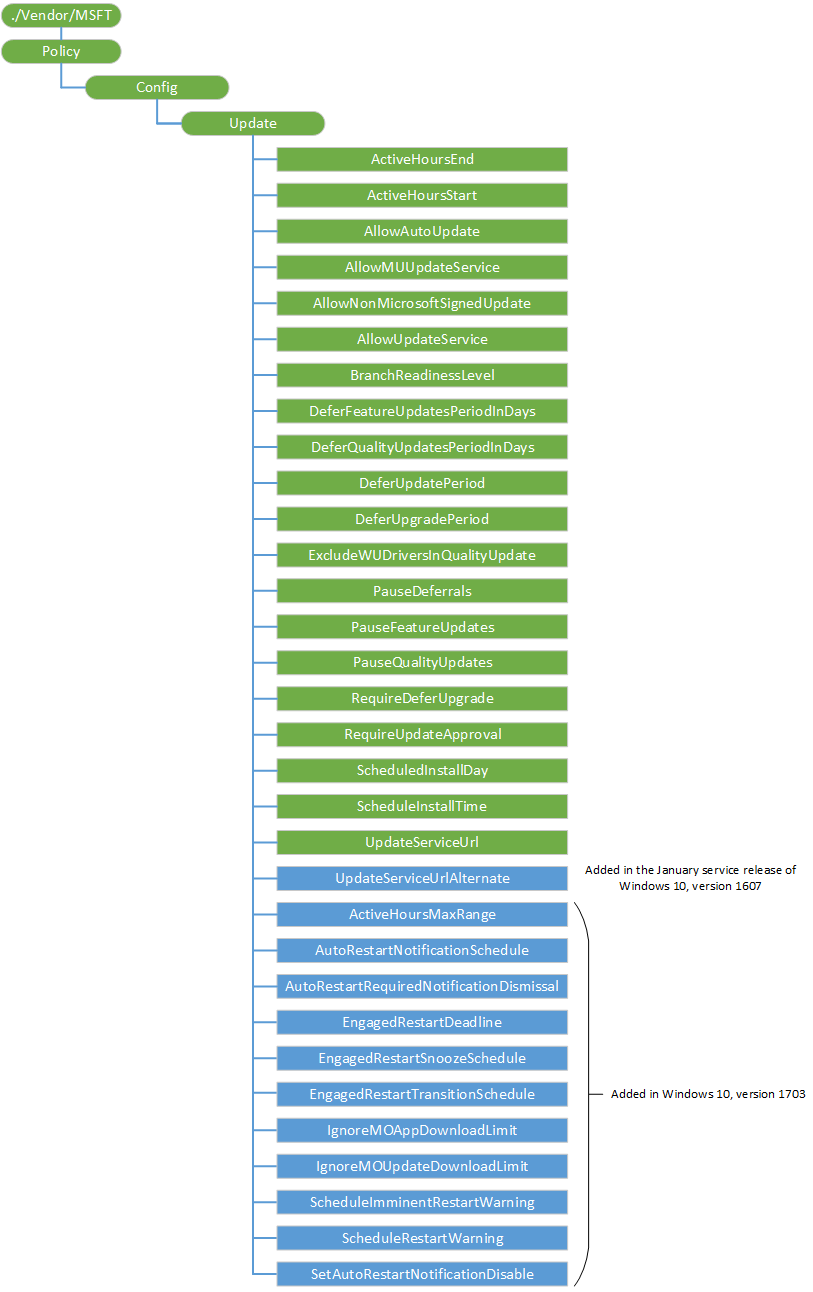 ./Vendor/MSFT
Policy
Config
Update
ActiveHoursEnd
ActiveHoursStart
AllowAutoUpdate
AllowMUUpdateService
AllowNonMicrosoftSignedUpdate
AllowUpdateService
BranchReadinessLevel
DeferFeatureUpdatesPeriodInDays
DeferQualityUpdatesPeriodInDays
DeferUpdatePeriod
DeferUpgradePeriod
ExcludeWUDriversInQualityUpdate
PauseDeferrals
PauseFeatureUpdates
PauseQualityUpdates
RequireDeferUpgrade
RequireUpdateApproval
ScheduledInstallDay
ScheduleInstallTime
UpdateServiceUrl
UpdateServiceUrlAlternate
Added in the January service release of
Windows 10, version 1607
ActiveHoursMaxRange
AutoRestartNotificationSchedule
AutoRestartRequiredNotificationDismissal
EngagedRestartDeadline
EngagedRestartSnoozeSchedule
EngagedRestartTransitionSchedule
Added in Windows 10, version 1703
IgnoreMOAppDownloadLimit
IgnoreMOUpdateDownloadLimit
ScheduleImminentRestartWarning
ScheduleRestartWarning
SetAutoRestartNotificationDisable